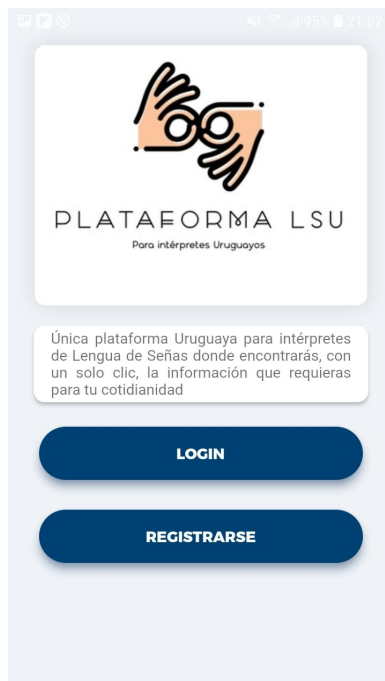 95% 21:02
PLATAFORMA LSU
Para intérpretes Uruguayos
Única plataforma Uruguaya para intérpretes
de Lengua de Señas donde encontrarás, con
un solo clic, la información que requieras
para tu cotidianidad
LOGIN
REGISTRARSE